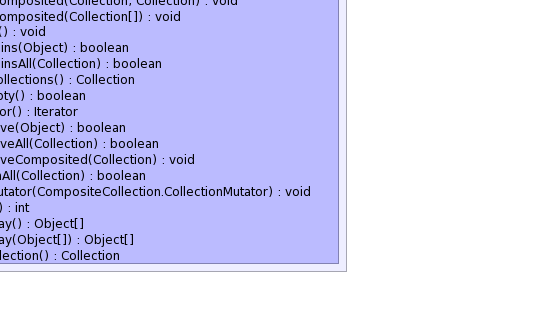 omposited(Collection, Collection) : void
omposited(Collection[]) : void
() : void
ins(Object) : boolean
insAll(Collection) : boolean
ollections() : Collection
pty() : boolean
or() : Iterator
ve(Object) : boolean
veAll(Collection) : boolean
veComposited(Collection) : void
nAll(Collection) : boolean
utator(CompositeCollection.CollectionMutator) : void
) : int
ay() : Object[]
ay(Object[]) : Object[]
lection() : Collection